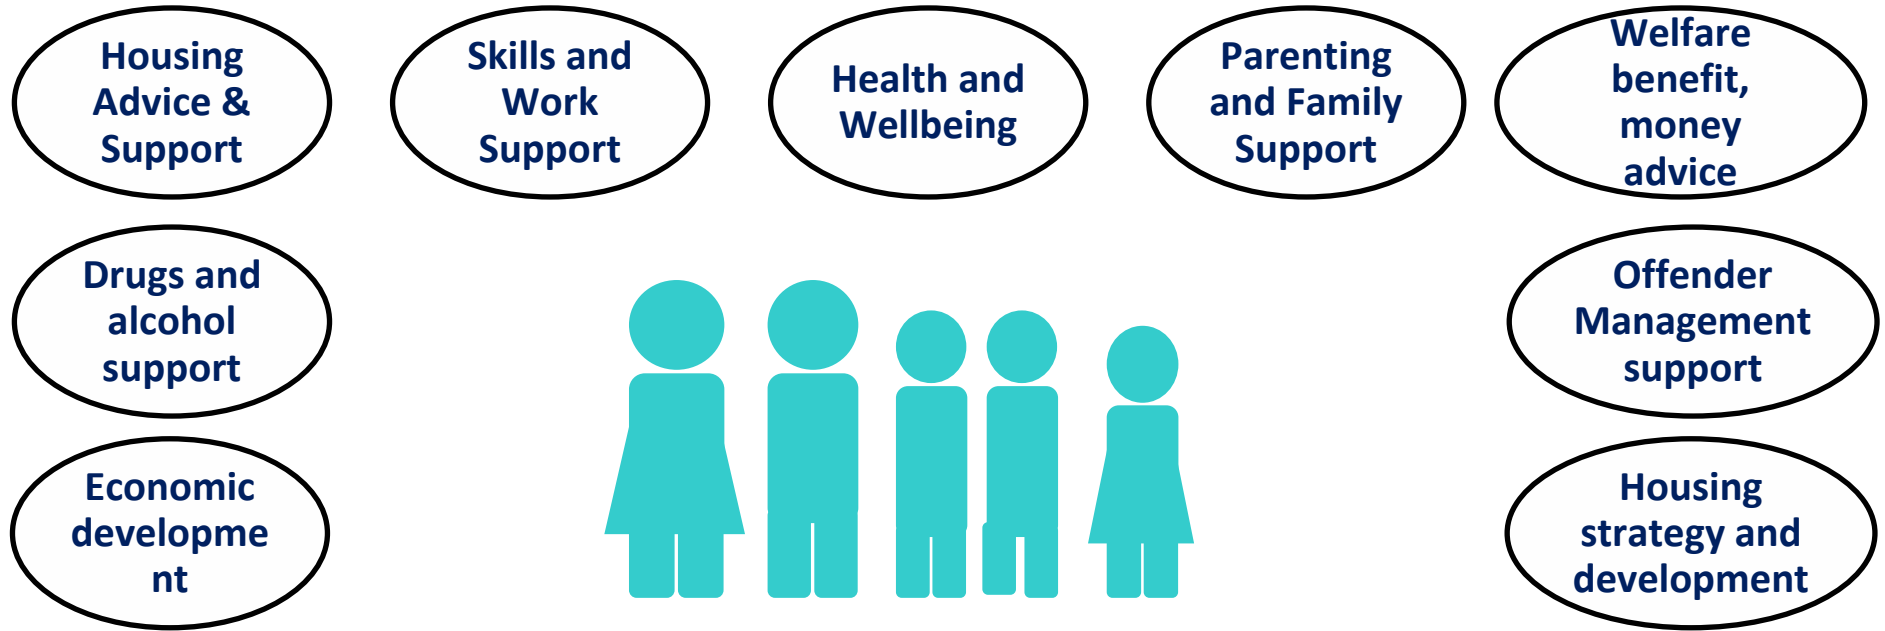 Housing
Advice &
Support
Skills and
Work
Support
Health and
Wellbeing
Parenting
and Family
Support
Welfare
benefit,
money
advice
Drugs and
alcohol
support
Offender
Management
support
Economic
developme
nt
Housing
strategy and
development